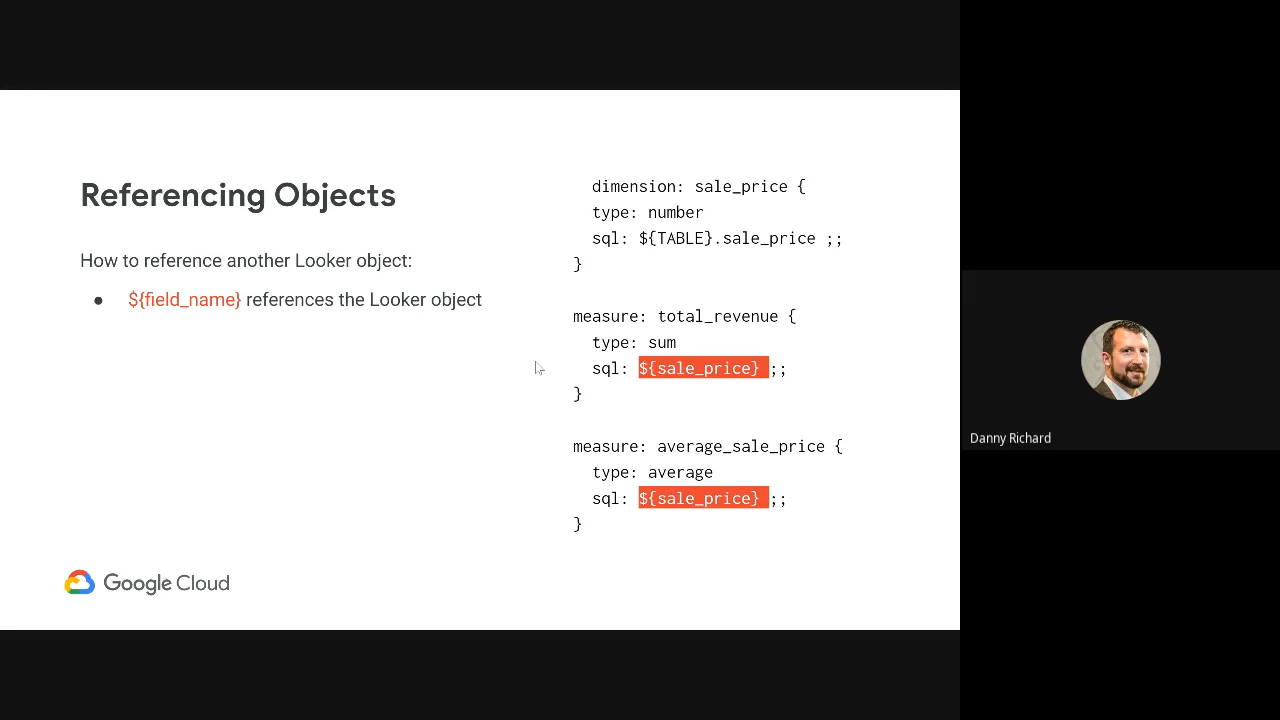 Referencing Objects
How to reference another Looker object:
● ${field_name} references the Looker object
dimension: sale_price {
type: number
sql: ${TABLE}.sale_price ;;
}
measure: total_revenue {
type: sum
sql: ${sale_price} ;;
}
measure: average_sale_price {
type: average
sql: ${sale_price} ;;
}
Google Cloud
Danny Richard